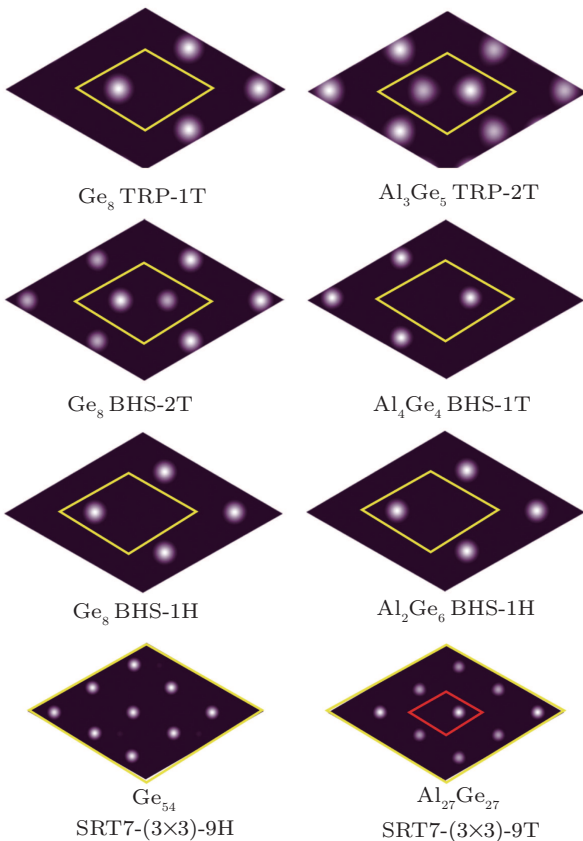 Ge₈ TRP-1T
Al₃Ge₅ TRP-2T
Ge₈ BHS-2T
Al₄Ge₄ BHS-1T
Ge₈ BHS-1H
Al₂Ge₆ BHS-1H
Ge₅₄
SRT7-(3×3)-9H
Al₂₇Ge₂₇
SRT7-(3×3)-9T